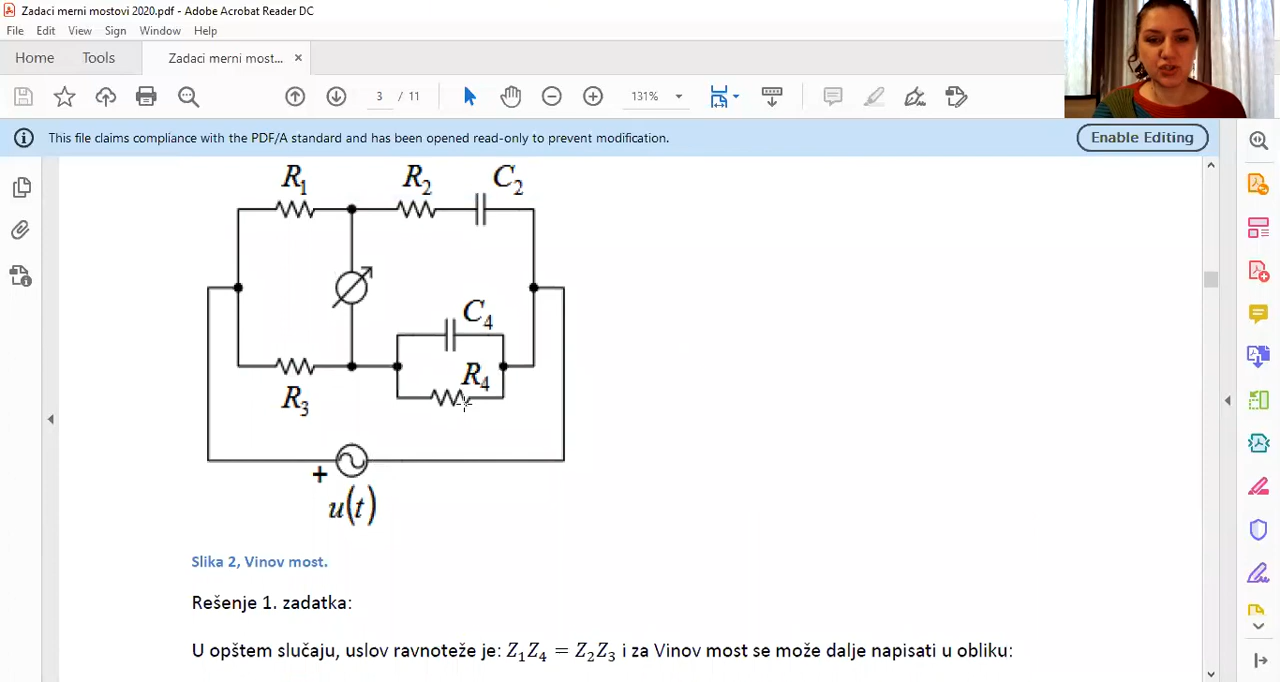 Zadaci merni mostovi 2020.pdf - Adobe Acrobat Reader DC
File Edit View Sign Window Help
Home Tools Zadaci merni most... ×
3 / 11 131%
This file claims compliance with the PDF/A standard and has been opened read-only to prevent modification. Enable Editing
R₁ R₂ C₂
C₄
R₄
R₃
+
u(t)
Slika 2, Vinov most.
Rešenje 1. zadatka:
U opštem slučaju, uslov ravnoteže je: Z₁Z₄ = Z₂Z₃ i za Vinov most se može dalje napisati u obliku: